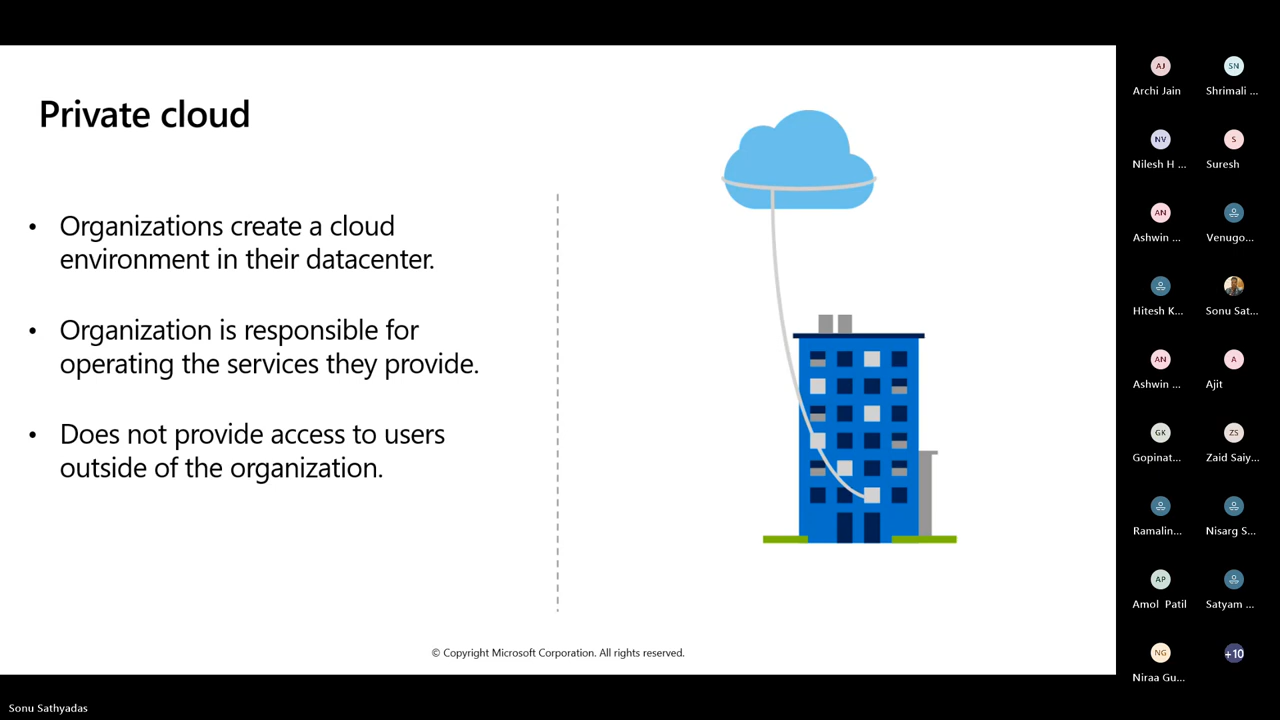 Private cloud
• Organizations create a cloud
environment in their datacenter.
• Organization is responsible for
operating the services they provide.
• Does not provide access to users
outside of the organization.
© Copyright Microsoft Corporation. All rights reserved.
AJ
Archi Jain
SN
Shrimali ...
NV
Nilesh H ...
S
Suresh
AN
Ashwin ...
Venugo...
Hitesh K...
Sonu Sat...
AN
Ashwin ...
A
Ajit
GK
Gopinat...
ZS
Zaid Saiy...
Ramalin...
Nisarg S...
AP
Amol Patil
Satyam ...
NG
Niraa Gu...
+10
Sonu Sathyadas